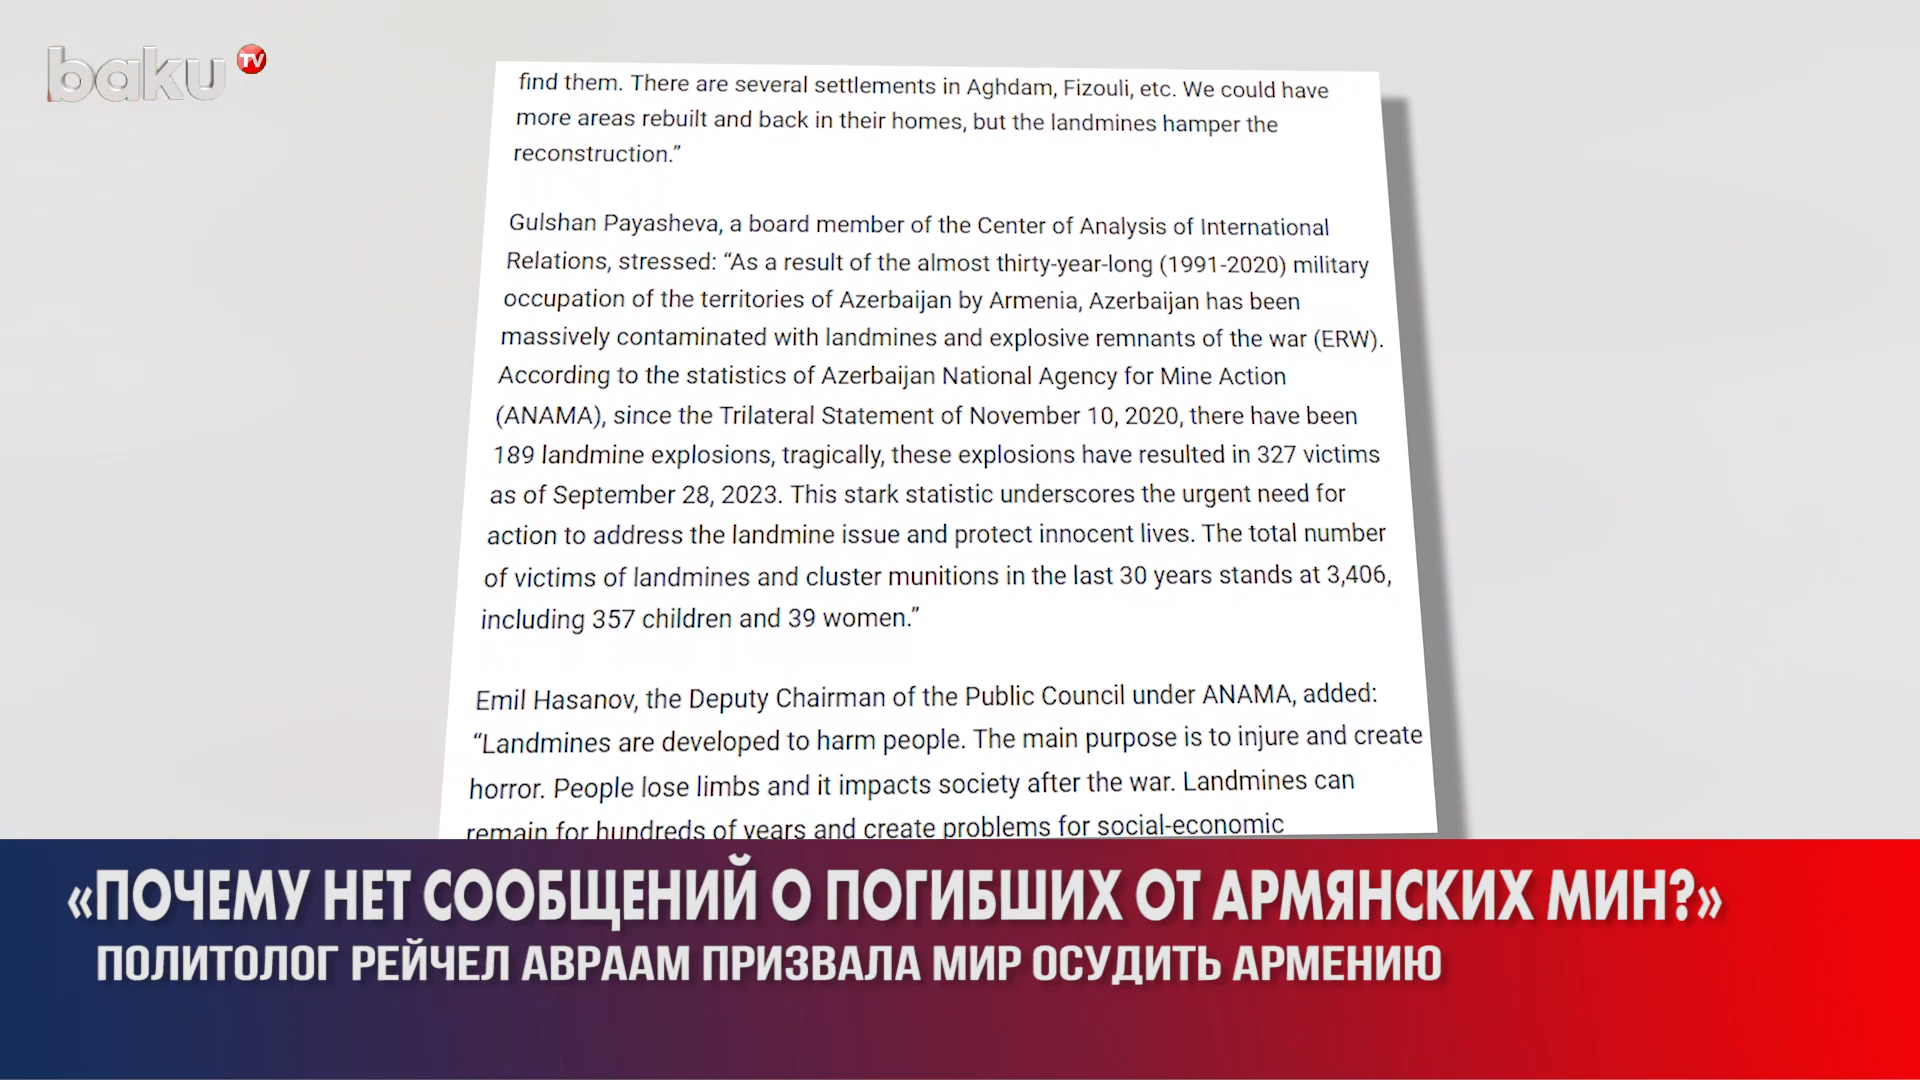 baku TV
find them. There are several settlements in Aghdam, Fizouli, etc. We could have
more areas rebuilt and back in their homes, but the landmines hamper the
reconstruction.”
Gulshan Payasheva, a board member of the Center of Analysis of International
Relations, stressed: “As a result of the almost thirty-year-long (1991-2020) military
occupation of the territories of Azerbaijan by Armenia, Azerbaijan has been
massively contaminated with landmines and explosive remnants of the war (ERW).
According to the statistics of Azerbaijan National Agency for Mine Action
(ANAMA), since the Trilateral Statement of November 10, 2020, there have been
189 landmine explosions, tragically, these explosions have resulted in 327 victims
as of September 28, 2023. This stark statistic underscores the urgent need for
action to address the landmine issue and protect innocent lives. The total number
of victims of landmines and cluster munitions in the last 30 years stands at 3,406,
including 357 children and 39 women.”
Emil Hasanov, the Deputy Chairman of the Public Council under ANAMA, added:
“Landmines are developed to harm people. The main purpose is to injure and create
horror. People lose limbs and it impacts society after the war. Landmines can
remain for hundreds of years and create problems for social-economic
«ПОЧЕМУ НЕТ СООБЩЕНИЙ О ПОГИБШИХ ОТ АРМЯНСКИХ МИН?»
ПОЛИТОЛОГ РЕЙЧЕЛ АВРААМ ПРИЗВАЛА МИР ОСУДИТЬ АРМЕНИЮ